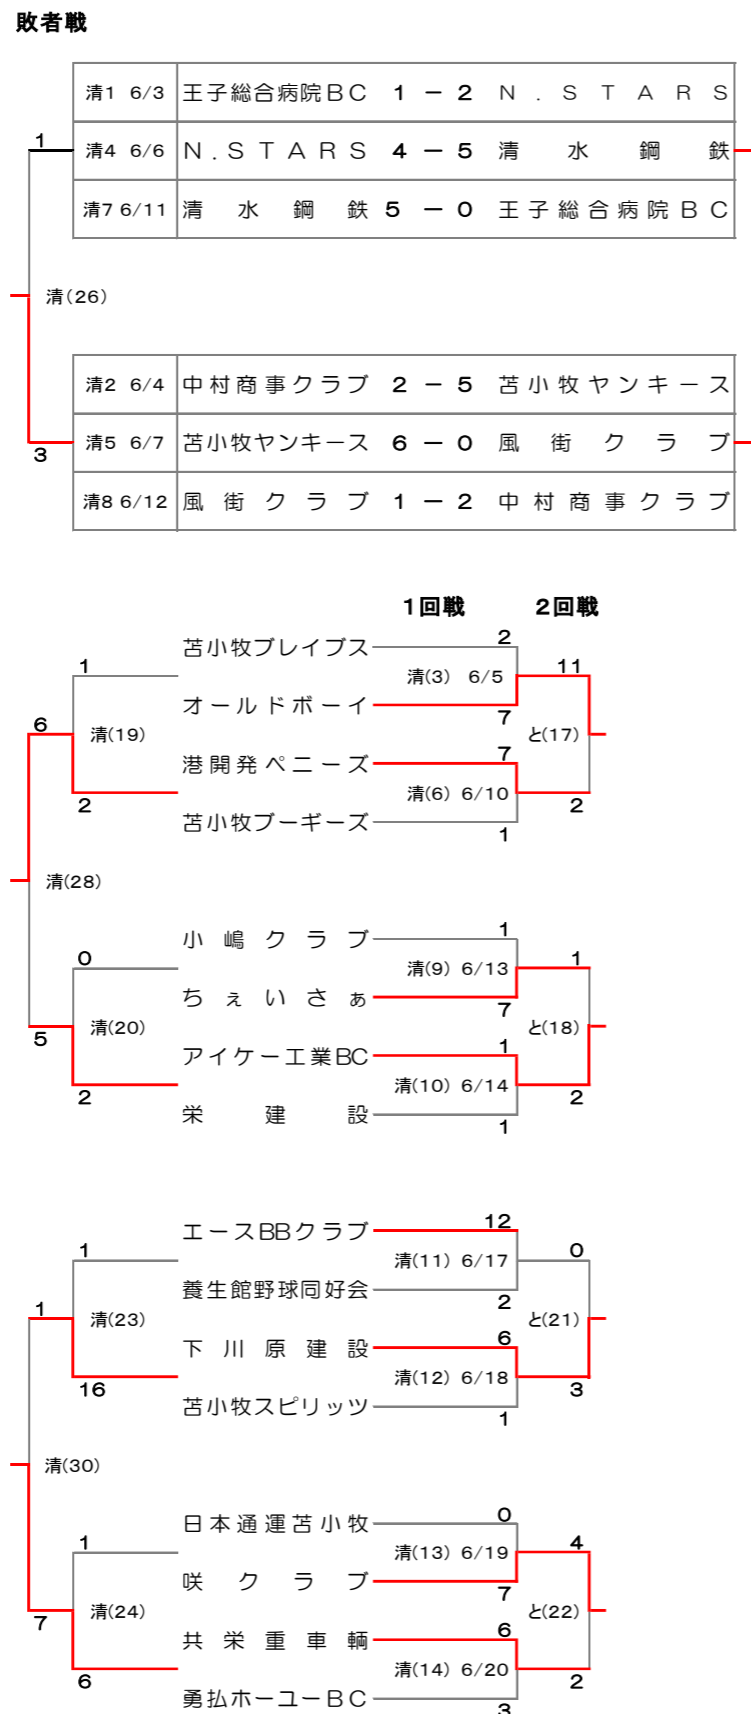 敗者戦
清1 6/3 王子総合病院BC 1 － 2 N．STARS
1
清4 6/6 N．STARS 4 － 5 清水鋼鉄
清7 6/11 清水鋼鉄 5 － 0 王子総合病院BC
清(26)
清2 6/4 中村商事クラブ 2 － 5 苫小牧ヤンキース
清5 6/7 苫小牧ヤンキース 6 － 0 風街クラブ
3
清8 6/12 風街クラブ 1 － 2 中村商事クラブ
1回戦 2回戦
苫小牧ブレイブス 2
1 清(3) 6/5 11
オールドボーイ 7
6 清(19) と(17)
港開発ペニーズ 7
2 清(6) 6/10 2
苫小牧ブーギーズ 1
清(28)
小嶋クラブ 1
0 清(9) 6/13 1
ちぇいさぁ 7
5 清(20) と(18)
アイケー工業BC 1
2 清(10) 6/14 2
栄建設 1
エースBBクラブ 12
1 清(11) 6/17 0
養生館野球同好会 2
1 清(23) と(21)
下川原建設 6
16 清(12) 6/18 3
苫小牧スピリッツ 1
清(30)
日本通運苫小牧 0
1 清(13) 6/19 4
咲クラブ 7
7 清(24) と(22)
共栄重車輌 6
6 清(14) 6/20 2
勇払ホーユーBC 3